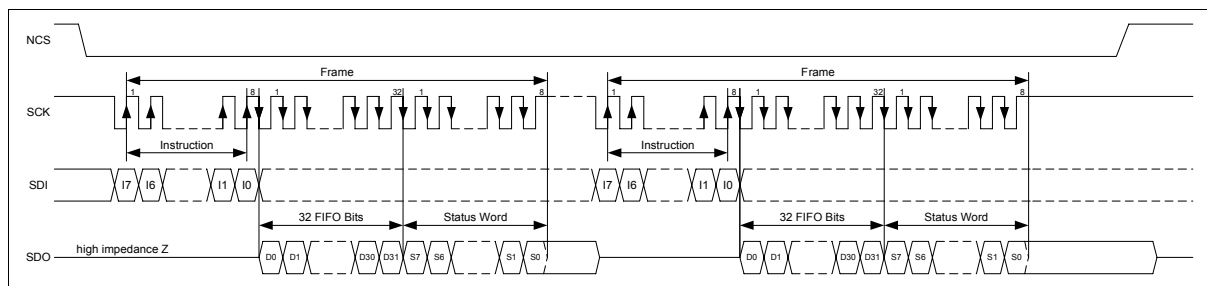 NCS
Frame Frame
1 8 1 32 1 8 1 8 1 32 1 8
SCK
Instruction Instruction
SDI I7 I6 I1 I0 I7 I6 I1 I0
32 FIFO Bits Status Word 32 FIFO Bits Status Word
high impedance Z
SDO D0 D1 D30 D31 S7 S6 S1 S0 D0 D1 D30 D31 S7 S6 S1 S0